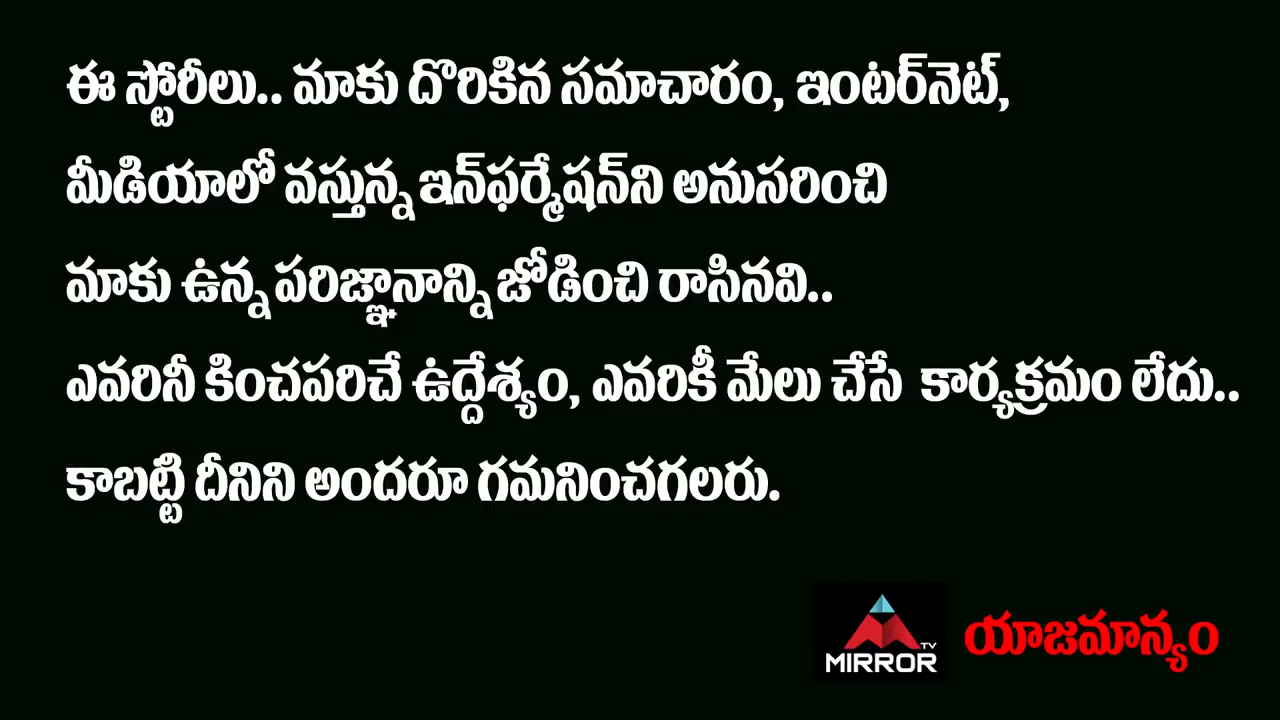 ఈ స్టోరీలు.. మాకు దొరికిన సమాచారం, ఇంటర్‌నెట్,
మీడియాలో వస్తున్న ఇన్‌ఫర్మేషన్‌ని అనుసరించి
మాకు ఉన్న పరిజ్ఞానాన్ని జోడించి రాసినవి..
ఎవరినీ కించపరిచే ఉద్దేశ్యం, ఎవరికీ మేలు చేసే కార్యక్రమం లేదు..
కాబట్టి దీనిని అందరూ గమనించగలరు.
TV
MIRROR
యాజమాన్యం